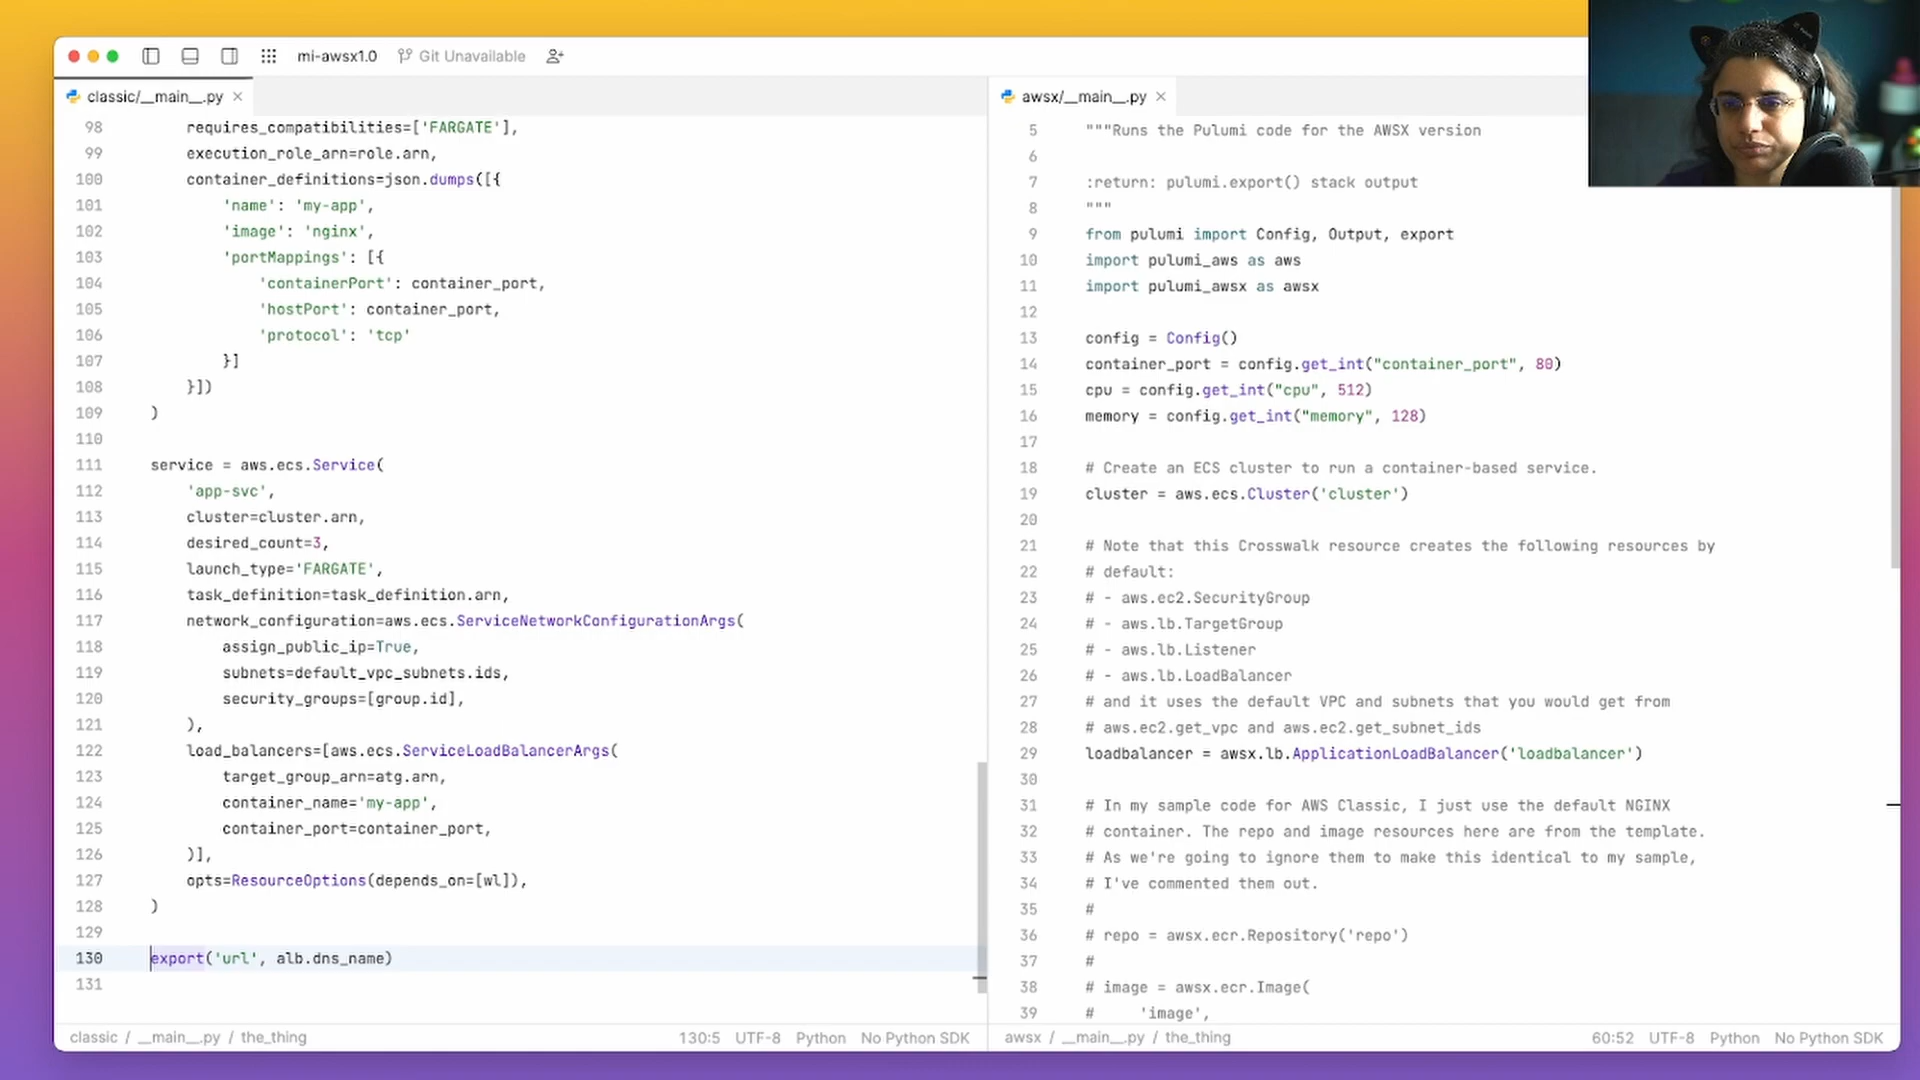 mi-awsx1.0 Git Unavailable
classic/__main__.py
98 requires_compatibilities=['FARGATE'],
99 execution_role_arn=role.arn,
100 container_definitions=json.dumps([{
101 'name': 'my-app',
102 'image': 'nginx',
103 'portMappings': [{
104 'containerPort': container_port,
105 'hostPort': container_port,
106 'protocol': 'tcp'
107 }]
108 }])
109 )
110
111 service = aws.ecs.Service(
112 'app-svc',
113 cluster=cluster.arn,
114 desired_count=3,
115 launch_type='FARGATE',
116 task_definition=task_definition.arn,
117 network_configuration=aws.ecs.ServiceNetworkConfigurationArgs(
118 assign_public_ip=True,
119 subnets=default_vpc_subnets.ids,
120 security_groups=[group.id],
121 ),
122 load_balancers=[aws.ecs.ServiceLoadBalancerArgs(
123 target_group_arn=atg.arn,
124 container_name='my-app',
125 container_port=container_port,
126 )],
127 opts=ResourceOptions(depends_on=[wl]),
128 )
129
130 export('url', alb.dns_name)
131
classic / __main__.py / the_thing 130:5 UTF-8 Python No Python SDK
awsx/__main__.py
5 """Runs the Pulumi code for the AWSX version
6
7 :return: pulumi.export() stack output
8 """
9 from pulumi import Config, Output, export
10 import pulumi_aws as aws
11 import pulumi_awsx as awsx
12
13 config = Config()
14 container_port = config.get_int("container_port", 80)
15 cpu = config.get_int("cpu", 512)
16 memory = config.get_int("memory", 128)
17
18 # Create an ECS cluster to run a container-based service.
19 cluster = aws.ecs.Cluster('cluster')
20
21 # Note that this Crosswalk resource creates the following resources by
22 # default:
23 # - aws.ec2.SecurityGroup
24 # - aws.lb.TargetGroup
25 # - aws.lb.Listener
26 # - aws.lb.LoadBalancer
27 # and it uses the default VPC and subnets that you would get from
28 # aws.ec2.get_vpc and aws.ec2.get_subnet_ids
29 loadbalancer = awsx.lb.ApplicationLoadBalancer('loadbalancer')
30
31 # In my sample code for AWS Classic, I just use the default NGINX
32 # container. The repo and image resources here are from the template.
33 # As we're going to ignore them to make this identical to my sample,
34 # I've commented them out.
35 #
36 # repo = awsx.ecr.Repository('repo')
37 #
38 # image = awsx.ecr.Image(
39 # 'image',
awsx / __main__.py / the_thing 60:52 UTF-8 Python No Python SDK